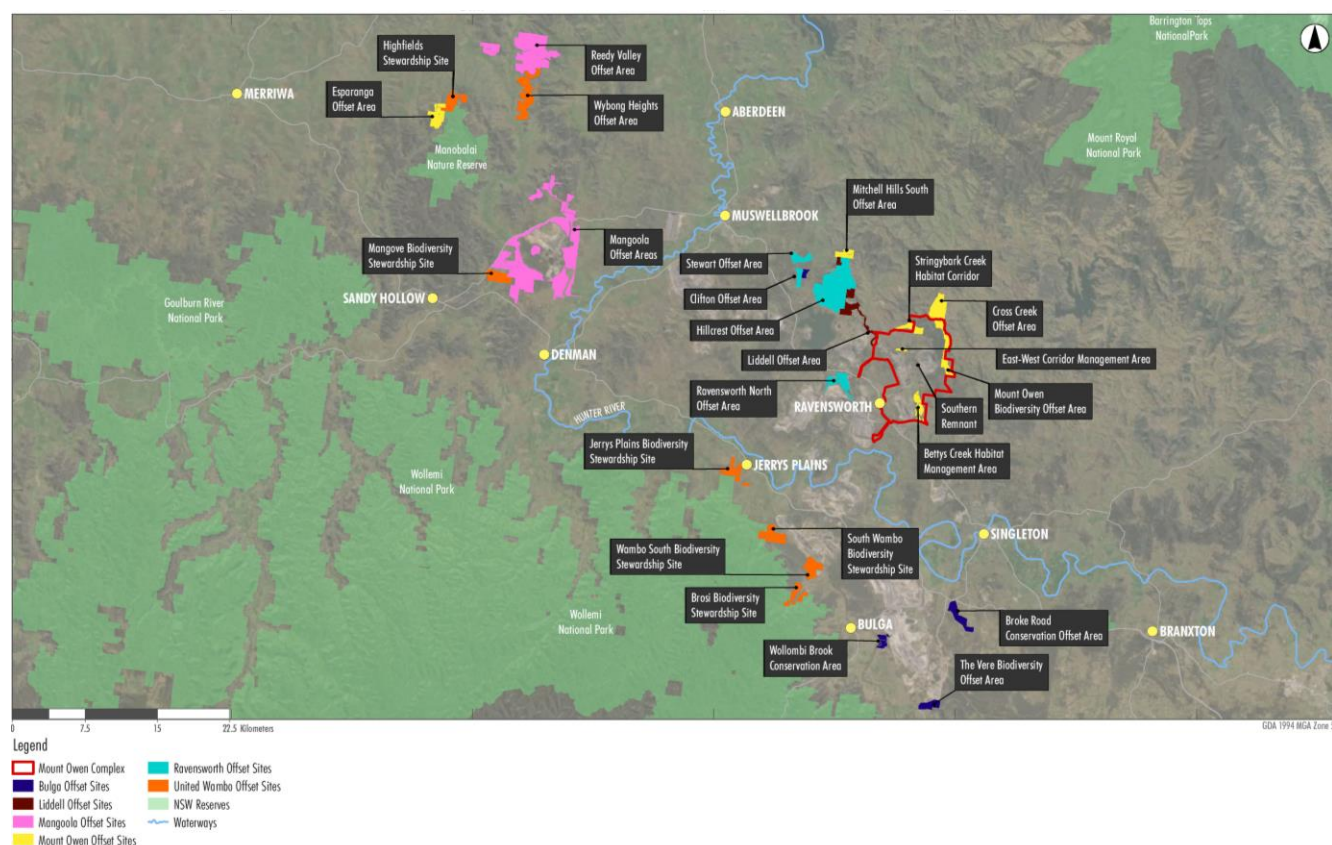 Barrington Tops
NationalPark
Highfields
Stewardship Site
Reedy Valley
Offset Area
MERRIWA
Esparanga
Offset Area
Wybong Heights
Offset Area
ABERDEEN
Manobalai
Nature Reserve
Mount Royal
National Park
Mitchell Hills South
Offset Area
MUSWELLBROOK
Mangove Biodiversity
Stewardship Site
Mangoola
Offset Areas
Stewart Offset Area
Stringybark Creek
Habitat Corridor
Goulburn River
National Park
SANDY HOLLOW
Clifton Offset Area
Cross Creek
Offset Area
Hillcrest Offset Area
DENMAN
Liddell Offset Area
East-West Corridor Management Area
Ravensworth North
Offset Area
RAVENSWORTH
Southern
Remnant
Mount Owen
Biodiversity Offset Area
HUNTER RIVER
Jerrys Plains Biodiversity
Stewardship Site
JERRYS PLAINS
Bettys Creek Habitat
Management Area
Wollemi
National Park
Wambo South Biodiversity
Stewardship Site
South Wambo
Biodiversity
Stewardship Site
SINGLETON
Brosi Biodiversity
Stewardship Site
Wollemi
National Park
BULGA
Broke Road
Conservation Offset Area
BRANXTON
Wollombi Brook
Conservation Area
The Vere Biodiversity
Offset Area
0 7.5 15 22.5 Kilometers
GDA 1994 MGA Zone
Legend
Mount Owen Complex
Bulga Offset Sites
Liddell Offset Sites
Mangoola Offset Sites
Mount Owen Offset Sites
Ravensworth Offset Sites
United Wambo Offset Sites
NSW Reserves
Waterways